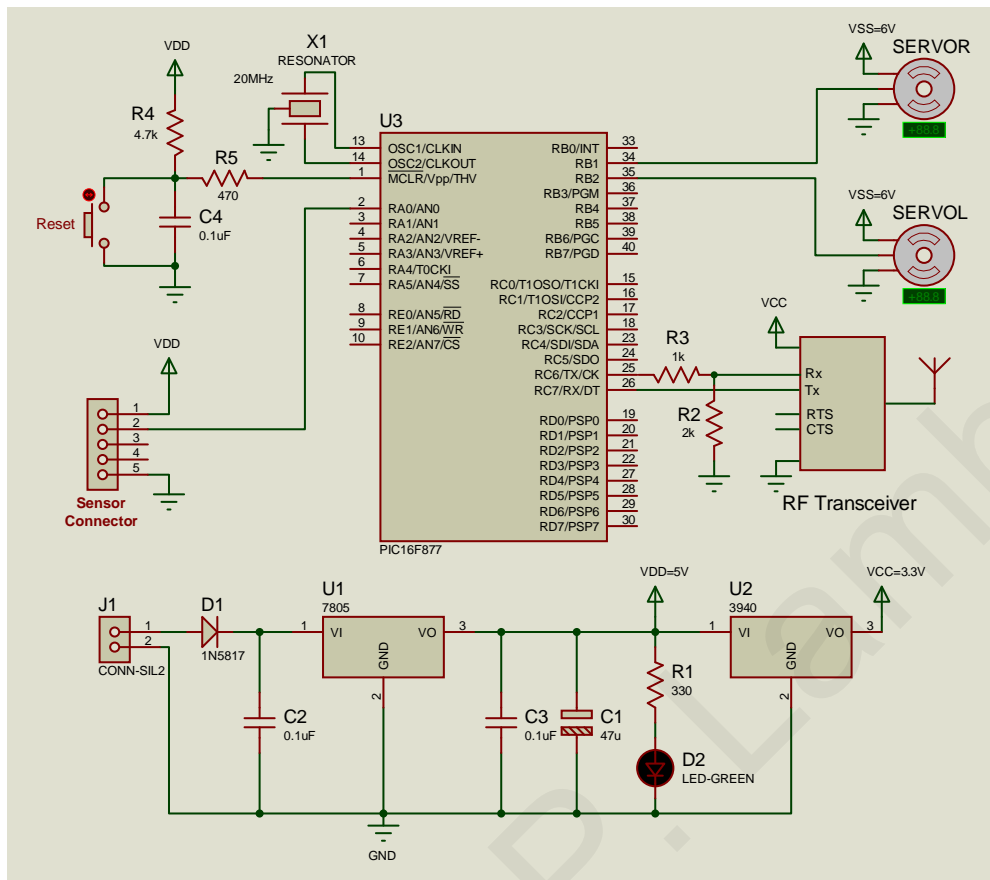 VDD
R4
4.7k
R5
470
Reset
C4
0.1uF
X1
RESONATOR
20MHz
U3
13 OSC1/CLKIN
14 OSC2/CLKOUT
1 MCLR/Vpp/THV
2 RA0/AN0
3 RA1/AN1
4 RA2/AN2/VREF-
5 RA3/AN3/VREF+
6 RA4/T0CKI
7 RA5/AN4/SS
8 RE0/AN5/RD
9 RE1/AN6/WR
10 RE2/AN7/CS
RB0/INT 33
RB1 34
RB2 35
RB3/PGM 36
RB4 37
RB5 38
RB6/PGC 39
RB7/PGD 40
RC0/T1OSO/T1CKI 15
RC1/T1OSI/CCP2 16
RC2/CCP1 17
RC3/SCK/SCL 18
RC4/SDI/SDA 23
RC5/SDO 24
RC6/TX/CK 25
RC7/RX/DT 26
RD0/PSP0 19
RD1/PSP1 20
RD2/PSP2 21
RD3/PSP3 22
RD4/PSP4 27
RD5/PSP5 28
RD6/PSP6 29
RD7/PSP7 30
PIC16F877
VSS=6V
SERVOR
+88.8
VSS=6V
SERVOL
+88.8
VCC
R3
1k
R2
2k
Rx
Tx
RTS
CTS
RF Transceiver
VDD
1
2
3
4
5
Sensor
Connector
J1
1
2
CONN-SIL2
D1
1N5817
C2
0.1uF
U1
7805
1 VI
VO 3
GND
2
C3
0.1uF
C1
47u
VDD=5V
R1
330
D2
LED-GREEN
U2
3940
1 VI
VO 3
GND
2
VCC=3.3V
GND
P. Lamb